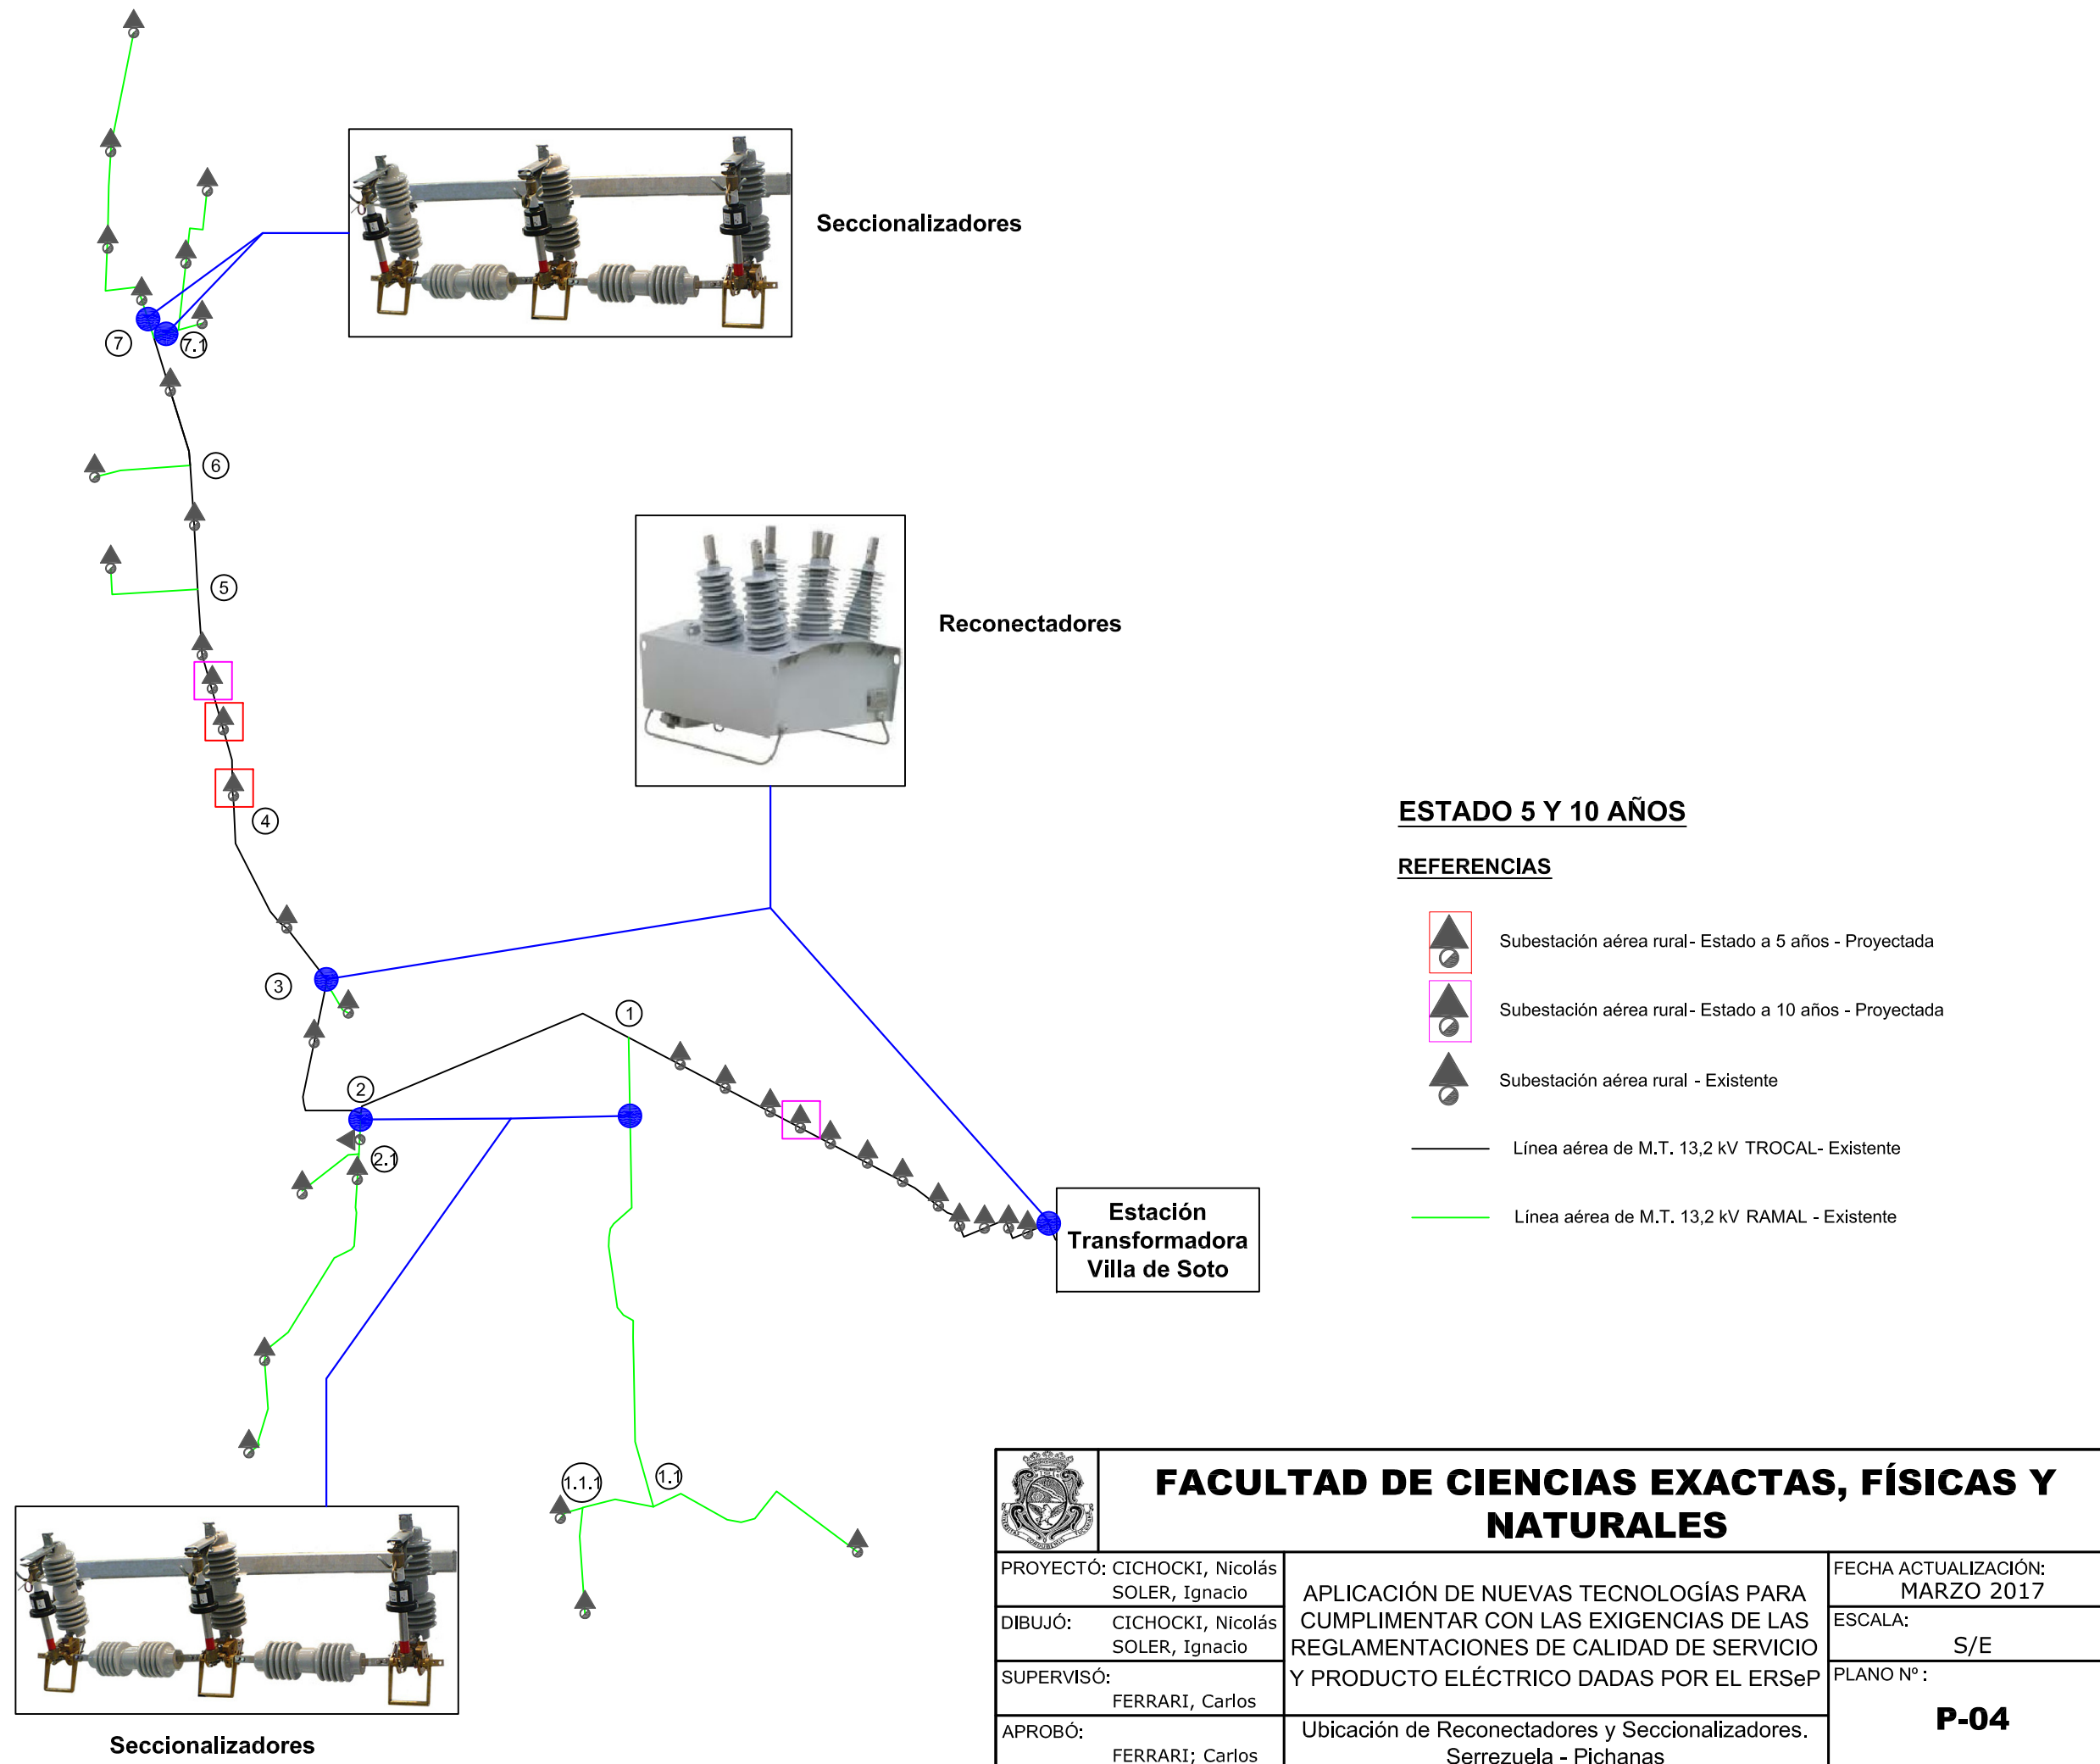 Seccionalizadores
7
7.1
6
5
Reconectadores
4
3
1
2
2.1
Estación
Transformadora
Villa de Soto
1.1.1
1.1
Seccionalizadores
ESTADO 5 Y 10 AÑOS
REFERENCIAS
Subestación aérea rural- Estado a 5 años - Proyectada
Subestación aérea rural- Estado a 10 años - Proyectada
Subestación aérea rural - Existente
Línea aérea de M.T. 13,2 kV TROCAL- Existente
Línea aérea de M.T. 13,2 kV RAMAL - Existente
FACULTAD DE CIENCIAS EXACTAS, FÍSICAS Y
NATURALES
PROYECTÓ: CICHOCKI, Nicolás
SOLER, Ignacio
DIBUJÓ: CICHOCKI, Nicolás
SOLER, Ignacio
SUPERVISÓ:
FERRARI, Carlos
APROBÓ:
FERRARI; Carlos
APLICACIÓN DE NUEVAS TECNOLOGÍAS PARA
CUMPLIMENTAR CON LAS EXIGENCIAS DE LAS
REGLAMENTACIONES DE CALIDAD DE SERVICIO
Y PRODUCTO ELÉCTRICO DADAS POR EL ERSeP
Ubicación de Reconectadores y Seccionalizadores.
Serrezuela - Pichanas
FECHA ACTUALIZACIÓN:
MARZO 2017
ESCALA:
S/E
PLANO Nº :
P-04